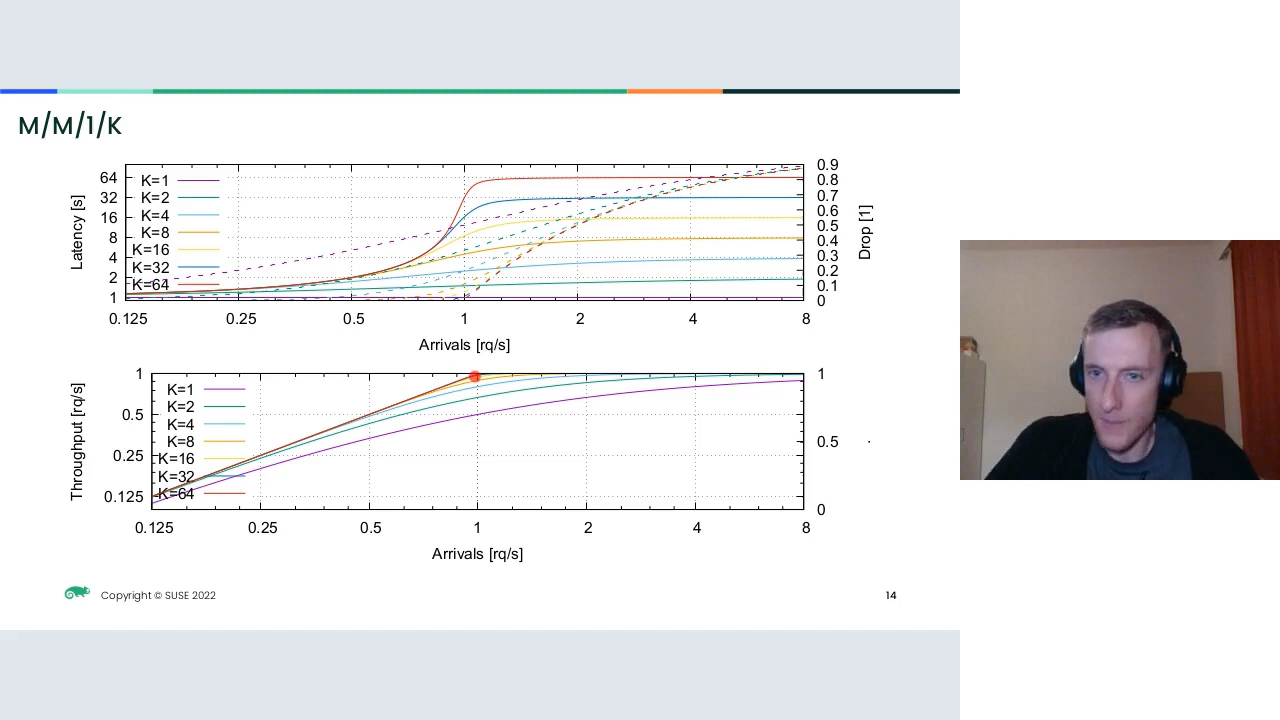 M/M/1/K
Latency [s]
64
32
16
8
4
2
1
K=1
K=2
K=4
K=8
K=16
K=32
K=64
0.9
0.8
0.7
0.6
0.5
0.4
0.3
0.2
0.1
0
Drop [1]
0.125 0.25 0.5 1 2 4 8
Arrivals [rq/s]
Throughput [rq/s]
1
0.5
0.25
0.125
K=1
K=2
K=4
K=8
K=16
K=32
K=64
1
0.5
0
0.125 0.25 0.5 1 2 4 8
Arrivals [rq/s]
Copyright © SUSE 2022
14